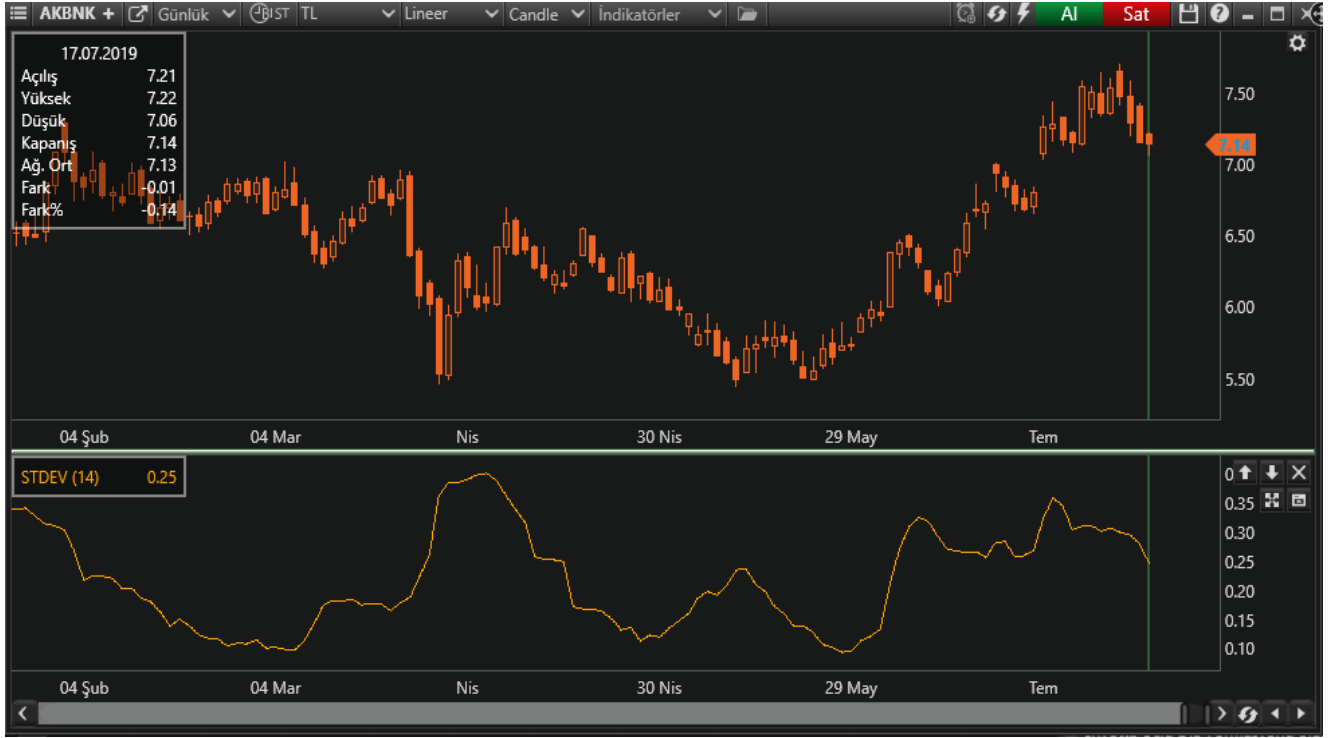 AKBNK + Günlük BIST TL Lineer Candle İndikatörler Al Sat
17.07.2019
Açılış 7.21
Yüksek 7.22
Düşük 7.06
Kapanış 7.14
Ağ. Ort 7.13
Fark -0.01
Fark% -0.14
7.50
7.14
7.00
6.50
6.00
5.50
04 Şub 04 Mar Nis 30 Nis 29 May Tem
STDEV (14) 0.25
0.35
0.30
0.25
0.20
0.15
0.10
04 Şub 04 Mar Nis 30 Nis 29 May Tem